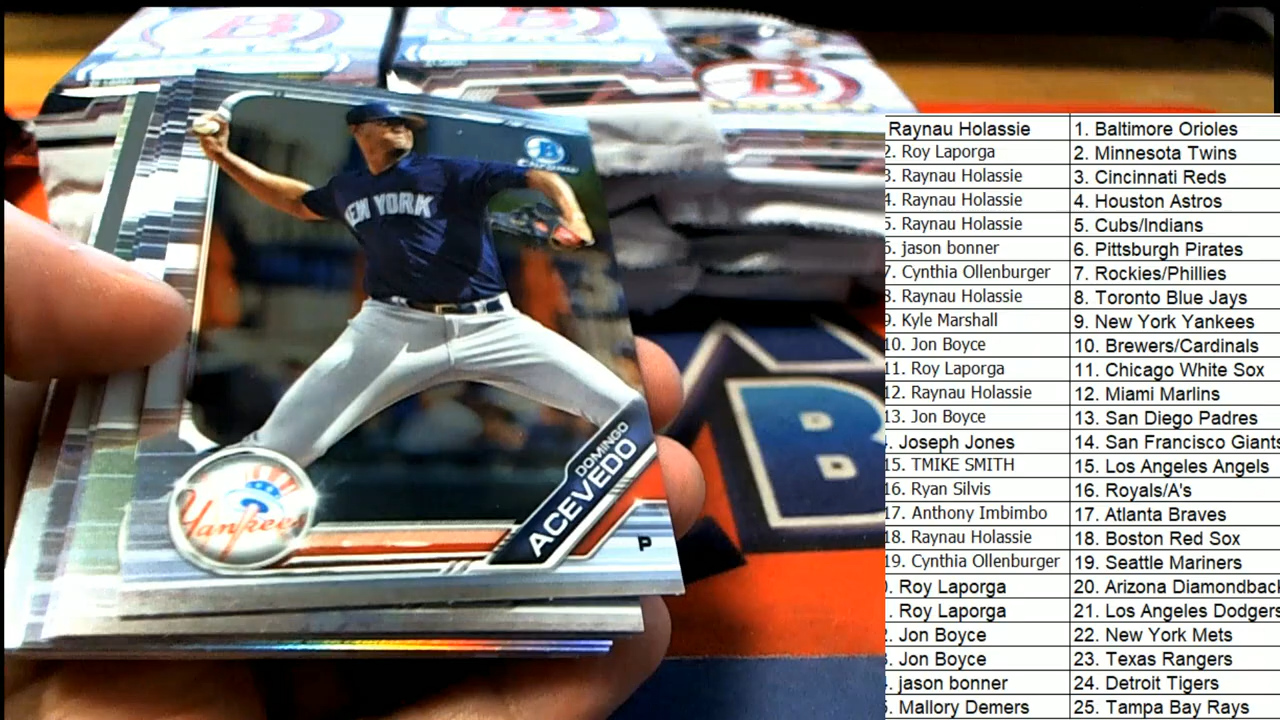 B
CHROME
NEW YORK
DOMINGO
ACEVEDO
Yankees
P
B
B
Raynau Holassie 1. Baltimore Orioles
2. Roy Laporga 2. Minnesota Twins
3. Raynau Holassie 3. Cincinnati Reds
4. Raynau Holassie 4. Houston Astros
5. Raynau Holassie 5. Cubs/Indians
6. jason bonner 6. Pittsburgh Pirates
7. Cynthia Ollenburger 7. Rockies/Phillies
8. Raynau Holassie 8. Toronto Blue Jays
9. Kyle Marshall 9. New York Yankees
10. Jon Boyce 10. Brewers/Cardinals
11. Roy Laporga 11. Chicago White Sox
12. Raynau Holassie 12. Miami Marlins
13. Jon Boyce 13. San Diego Padres
. Joseph Jones 14. San Francisco Giants
15. TMIKE SMITH 15. Los Angeles Angels
16. Ryan Silvis 16. Royals/A's
17. Anthony Imbimbo 17. Atlanta Braves
18. Raynau Holassie 18. Boston Red Sox
19. Cynthia Ollenburger 19. Seattle Mariners
. Roy Laporga 20. Arizona Diamondbac
. Roy Laporga 21. Los Angeles Dodgers
. Jon Boyce 22. New York Mets
. Jon Boyce 23. Texas Rangers
. jason bonner 24. Detroit Tigers
. Mallory Demers 25. Tampa Bay Rays